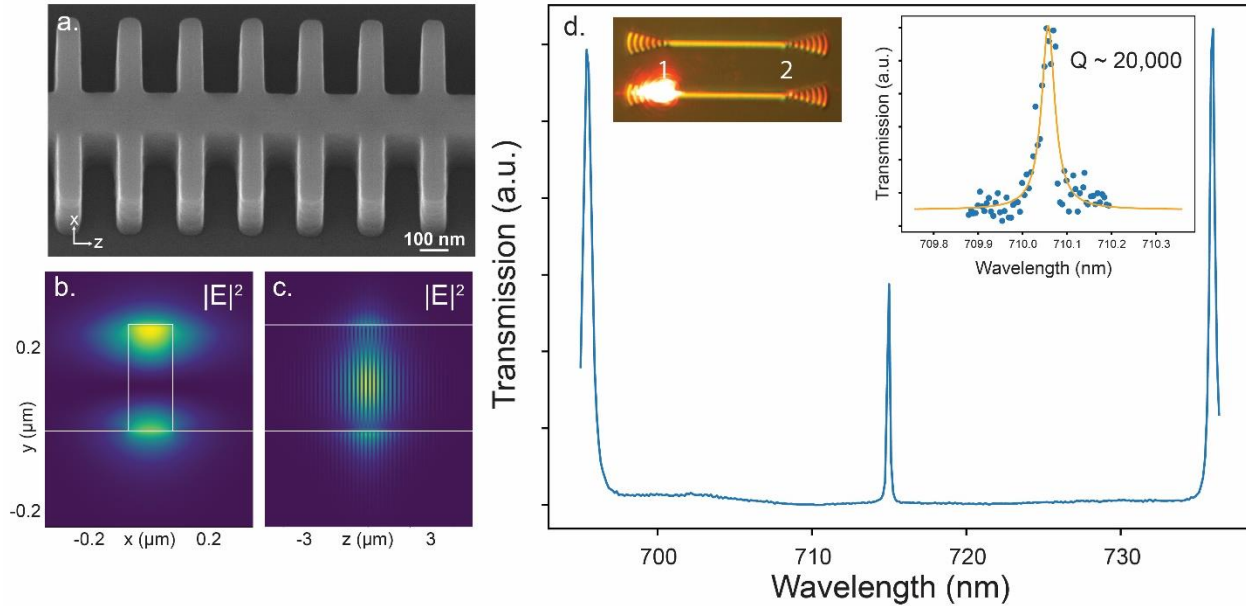 a.
x
z
100 nm
b.
|E|²
0.2
-0.2
y (µm)
-0.2 x (µm) 0.2
c.
|E|²
-3 z (µm) 3
d.
1 2
Transmission (a.u.)
700 710 720 730
Wavelength (nm)
Q ~ 20,000
Transmission (a.u.)
709.8 709.9 710.0 710.1 710.2 710.3
Wavelength (nm)